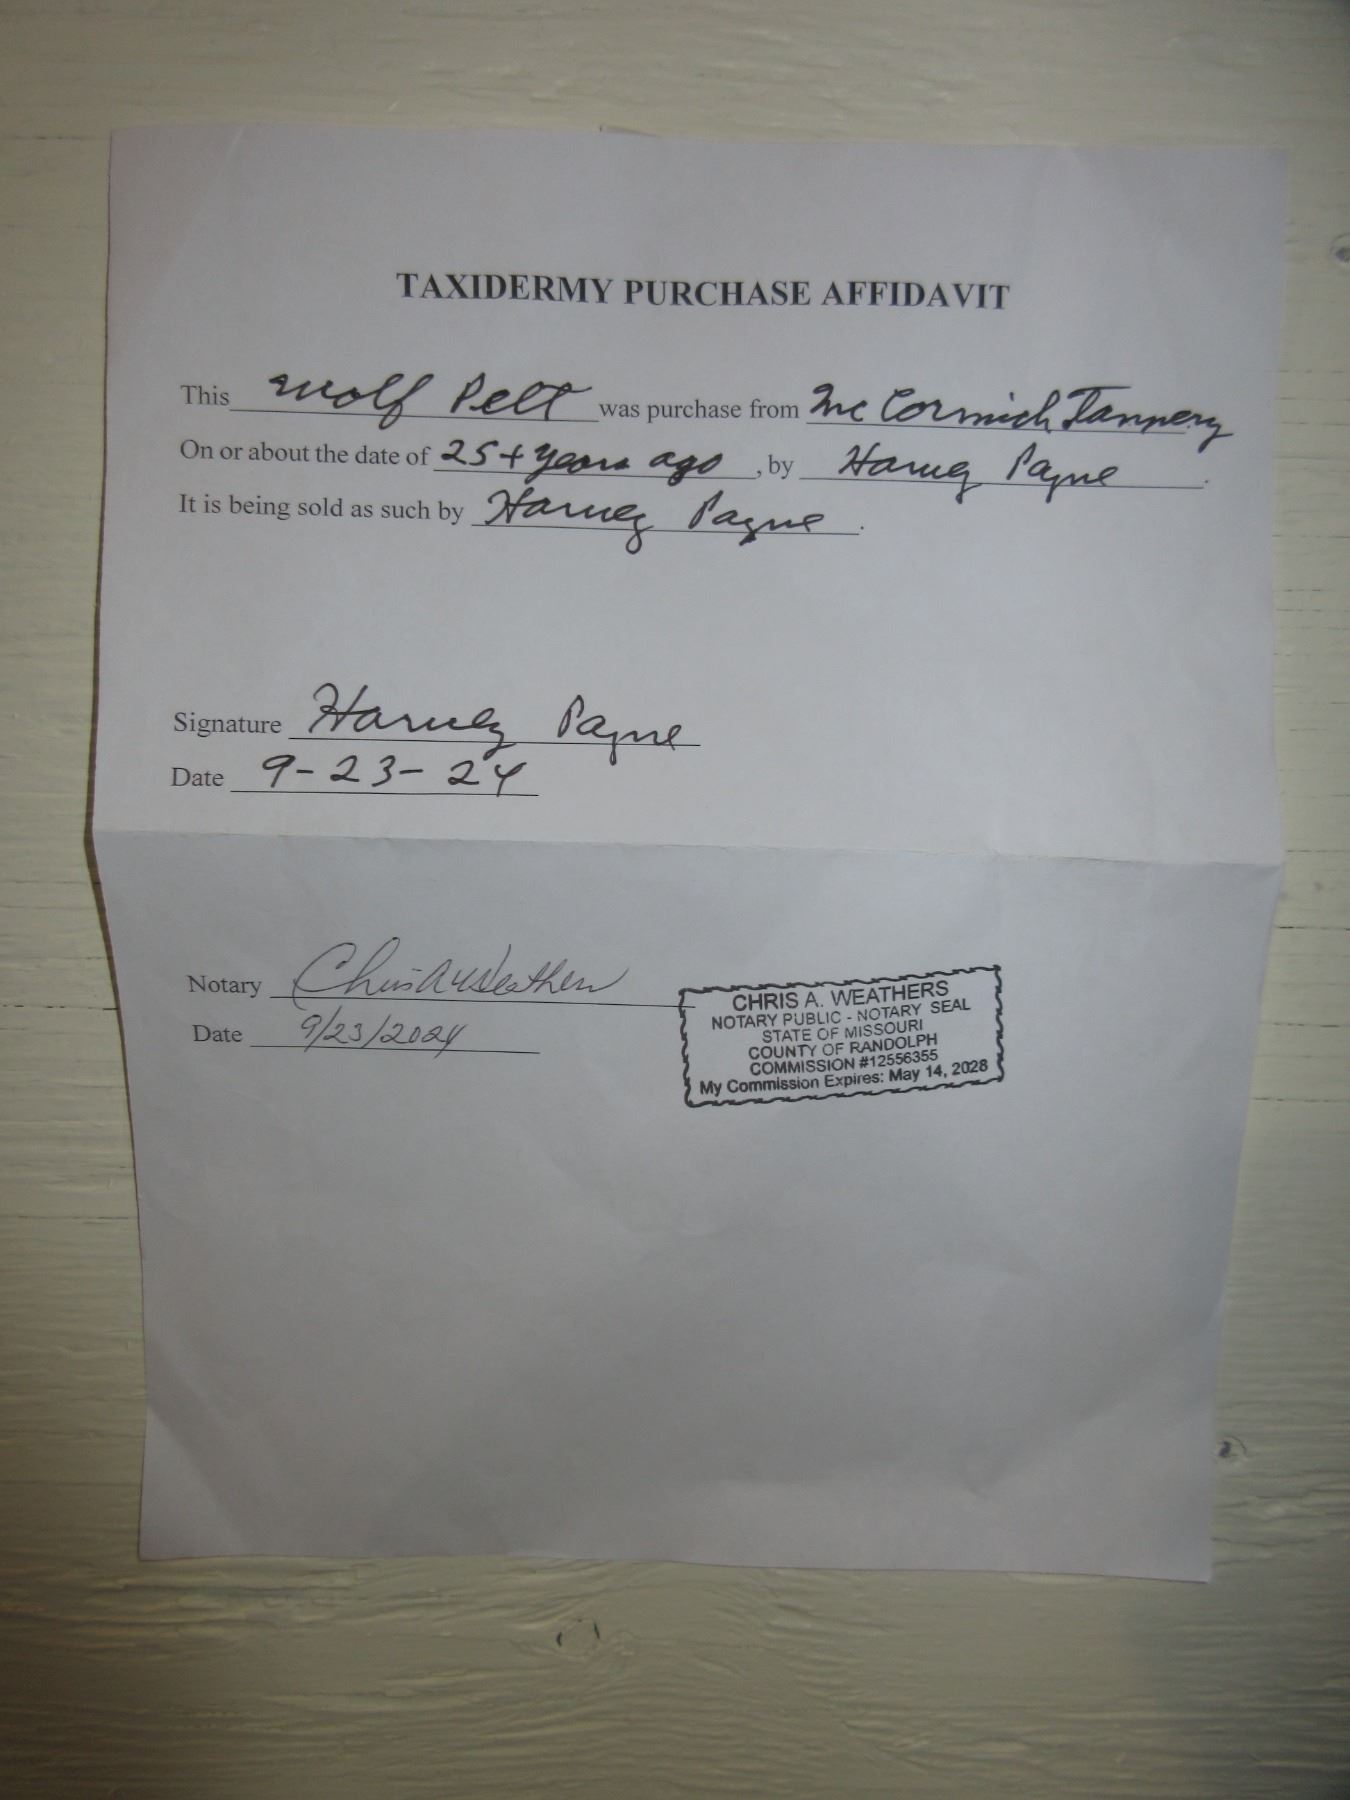 TAXIDERMY PURCHASE AFFIDAVIT
This Wolf Pelt was purchase from McCormick Tannery
On or about the date of 25+ years ago, by Harvey Payne.
It is being sold as such by Harvey Payne.
Signature Harvey Payne
Date 9-23-24
Notary Chris A Weathers
Date 9/23/2024
CHRIS A. WEATHERS
NOTARY PUBLIC - NOTARY SEAL
STATE OF MISSOURI
COUNTY OF RANDOLPH
COMMISSION #12556355
My Commission Expires: May 14, 2028